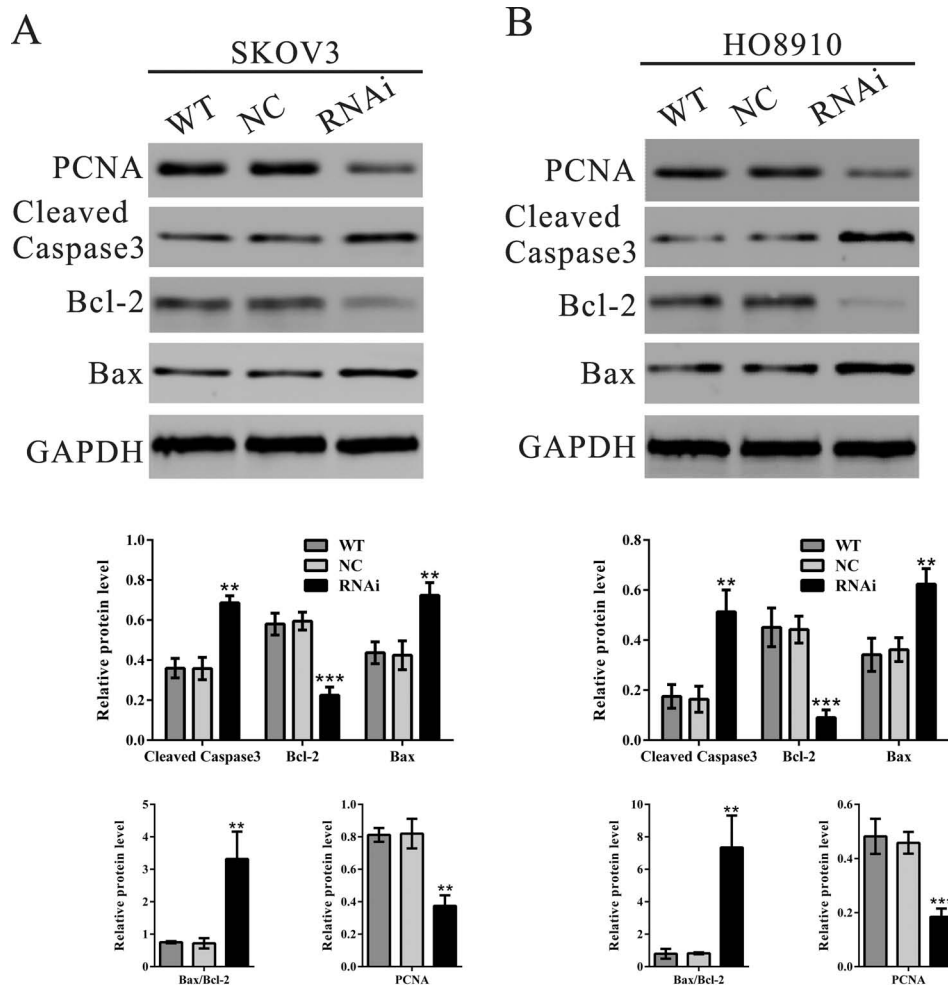 A
SKOV3
WT NC RNAi
PCNA
Cleaved
Caspase3
Bcl-2
Bax
GAPDH
B
HO8910
WT NC RNAi
PCNA
Cleaved
Caspase3
Bcl-2
Bax
GAPDH
Relative protein level
1.0
0.8
0.6
0.4
0.2
0.0
WT
NC
RNAi
**
***
**
Cleaved Caspase3 Bcl-2 Bax
Relative protein level
0.8
0.6
0.4
0.2
0.0
WT
NC
RNAi
**
***
**
Cleaved Caspase3 Bcl-2 Bax
Relative protein level
5
4
3
2
1
0
**
Bax/Bcl-2
Relative protein level
1.0
0.8
0.6
0.4
0.2
0.0
**
PCNA
Relative protein level
10
8
6
4
2
0
**
Bax/Bcl-2
Relative protein level
0.6
0.4
0.2
0.0
***
PCNA